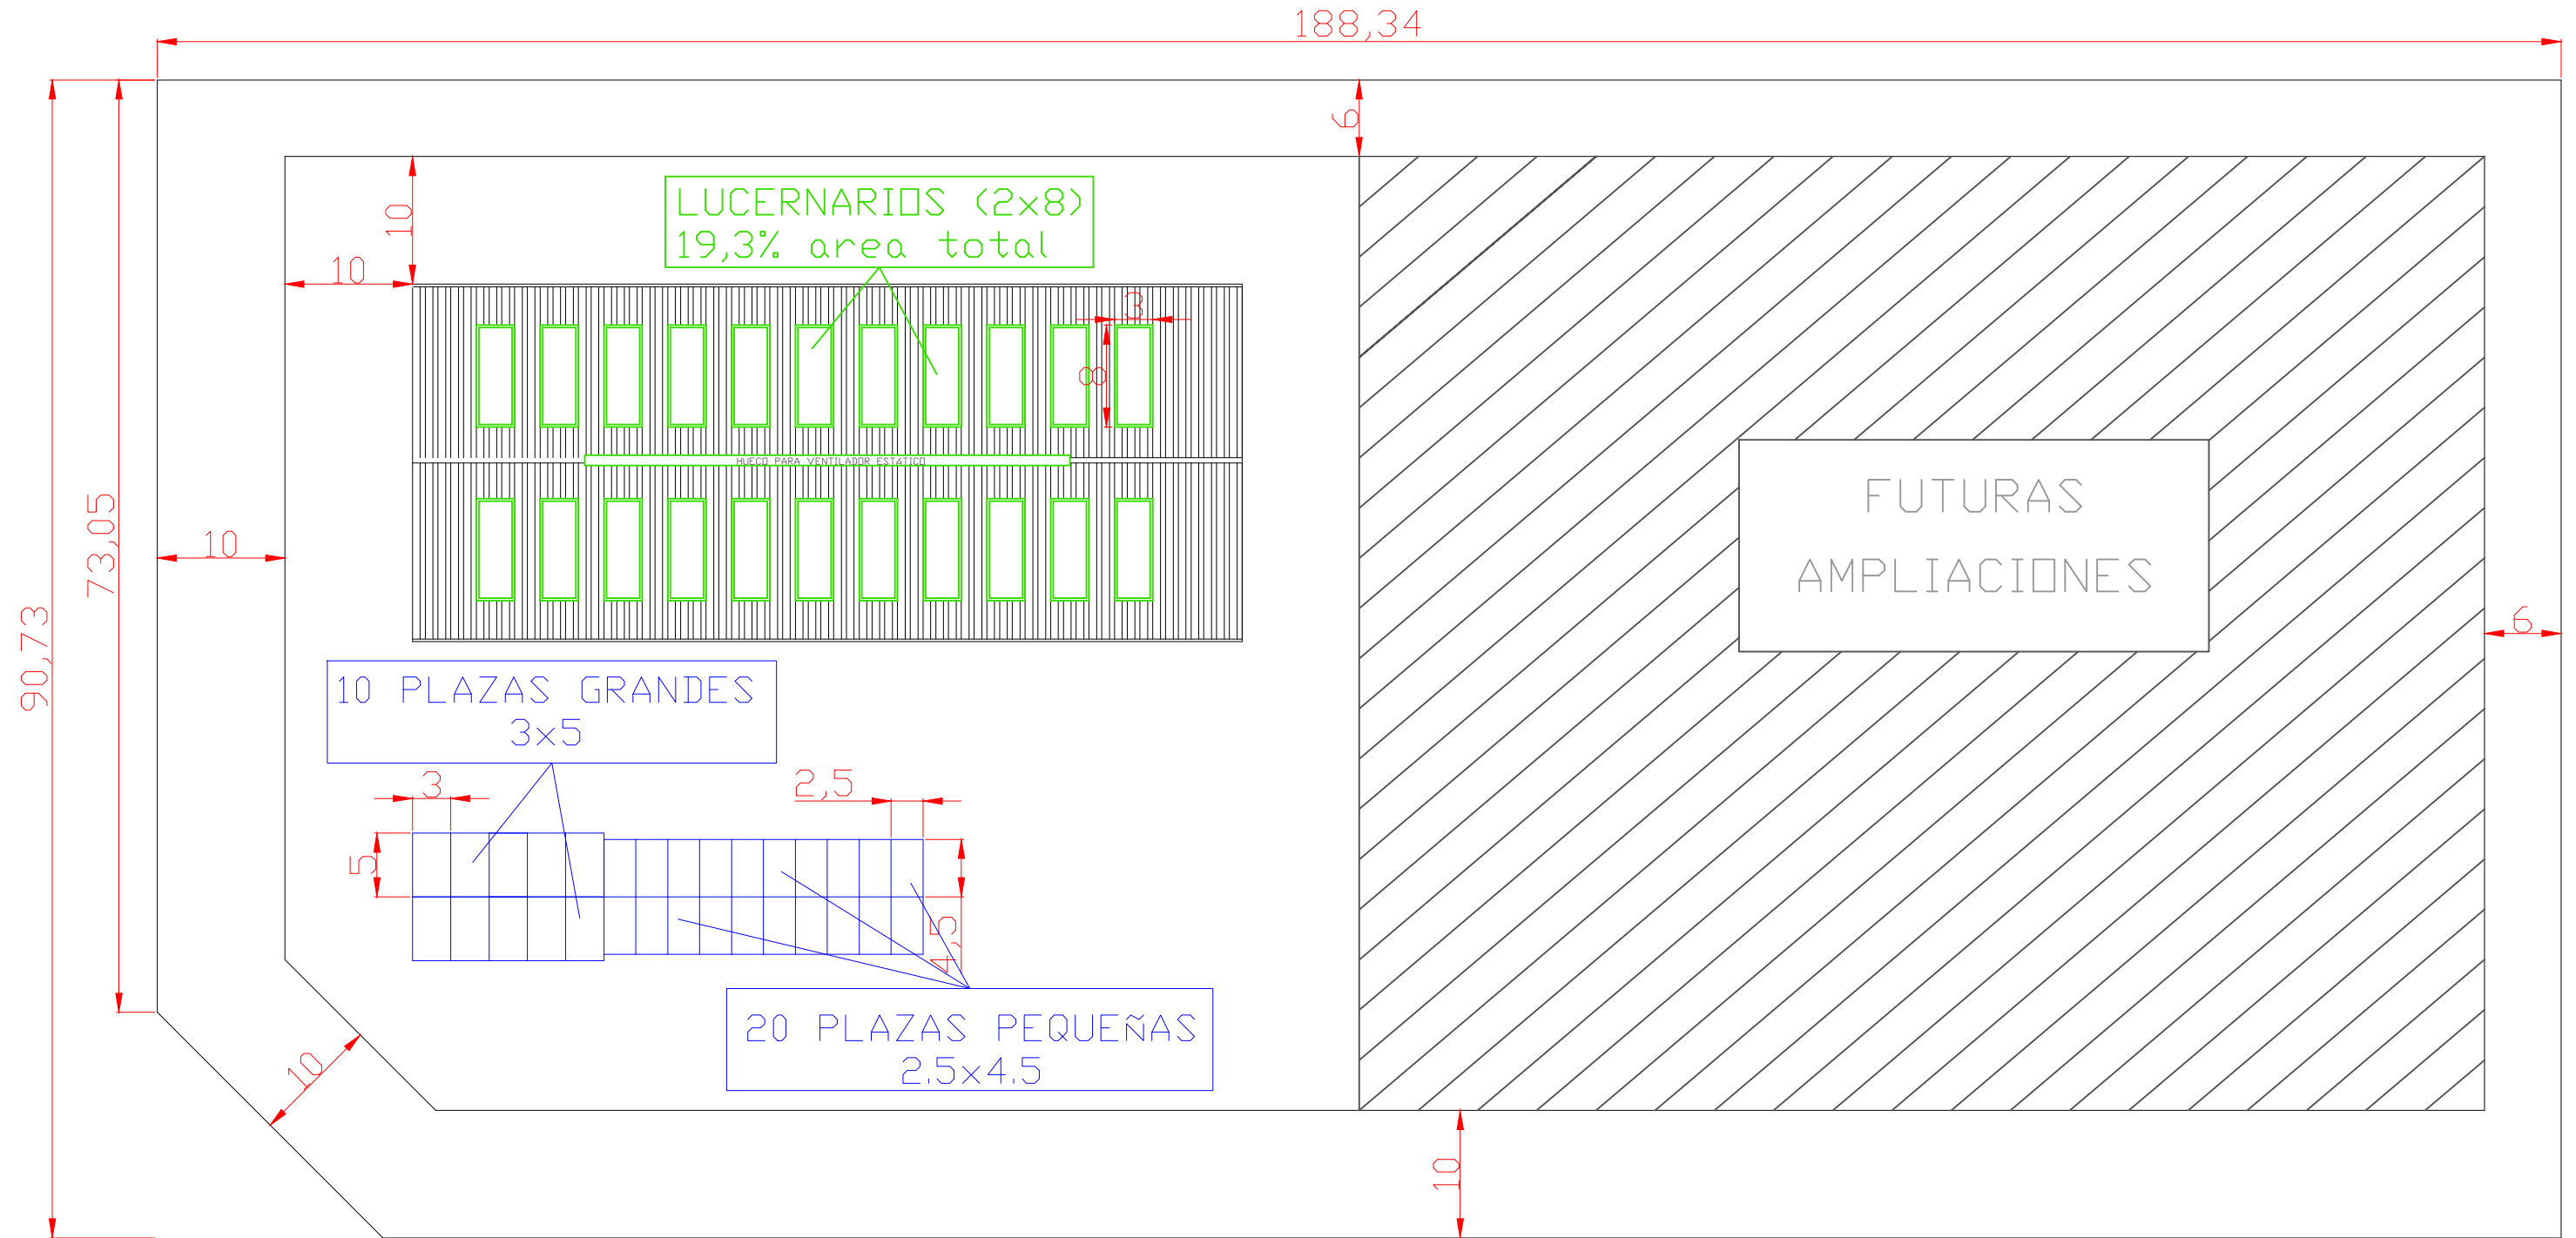 188,34
6
LUCERNARIOS (2x8)
19,3% area total
10
10
3
8
HUECO PARA VENTILADOR ESTáTICO
FUTURAS
AMPLIACIONES
73,05
10
90,73
6
10 PLAZAS GRANDES
3x5
3
2,5
5
4,5
20 PLAZAS PEQUEÑAS
2.5x4.5
10
10